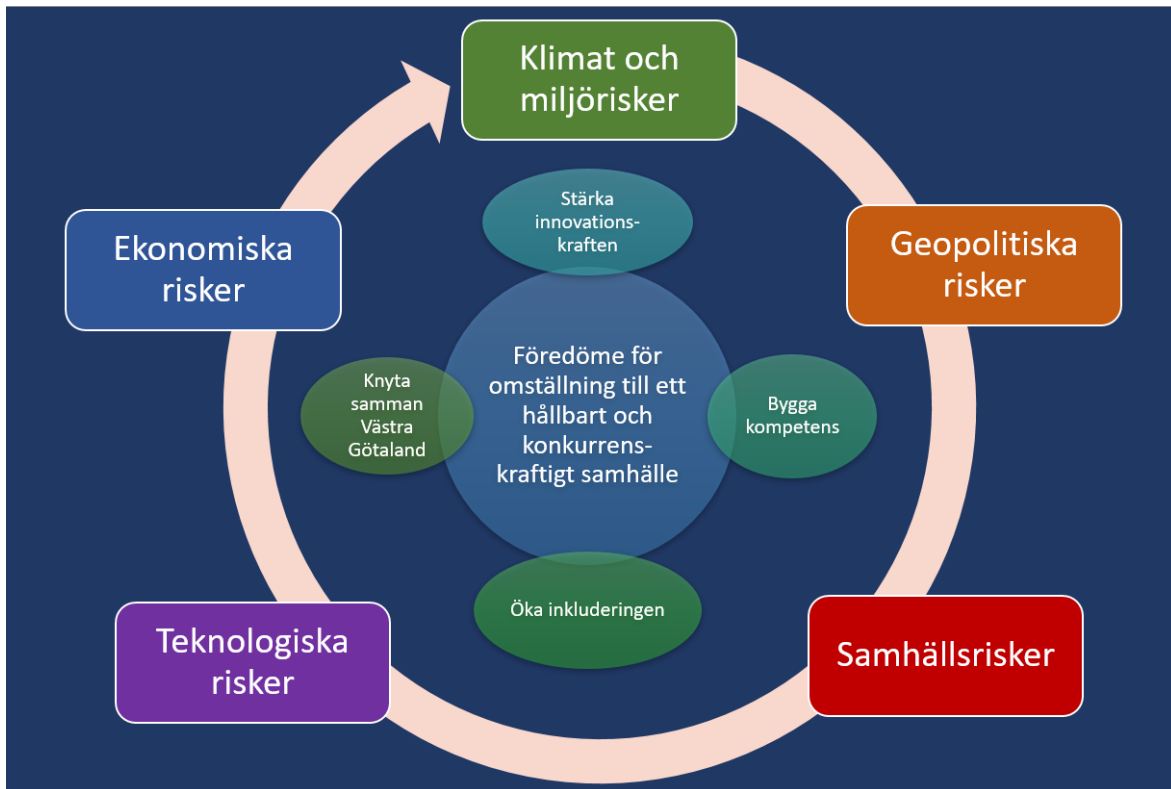 Klimat och
miljörisker
Stärka
innovations-
kraften
Ekonomiska
risker
Geopolitiska
risker
Föredöme för
omställning till ett
hållbart och
konkurrens-
kraftigt samhälle
Knyta
samman
Västra
Götaland
Bygga
kompetens
Öka inkluderingen
Teknologiska
risker
Samhällsrisker